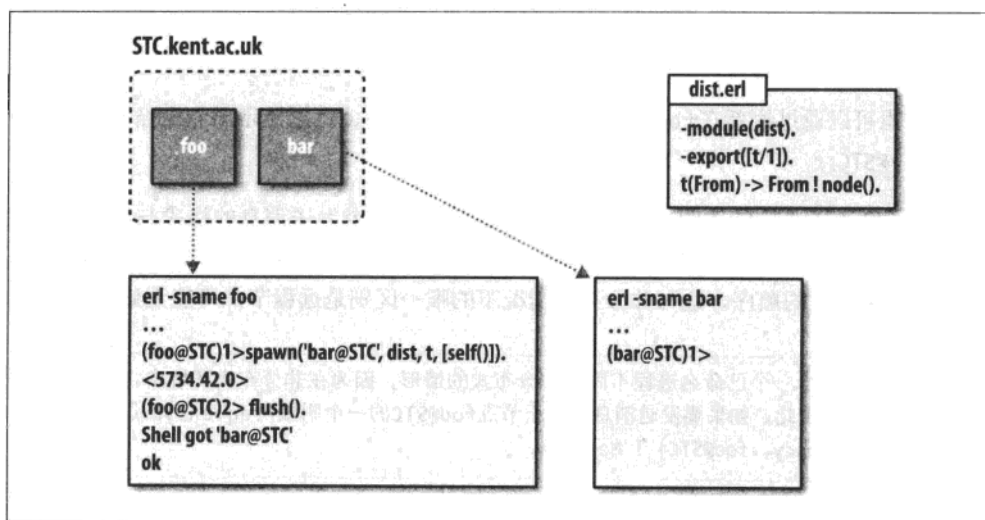 STC.kent.ac.uk
foo
bar
dist.erl
-module(dist).
-export([t/1]).
t(From) -> From ! node().
erl -sname foo
...
(foo@STC)1>spawn('bar@STC', dist, t, [self()]).
<5734.42.0>
(foo@STC)2> flush().
Shell got 'bar@STC'
ok
erl -sname bar
...
(bar@STC)1>